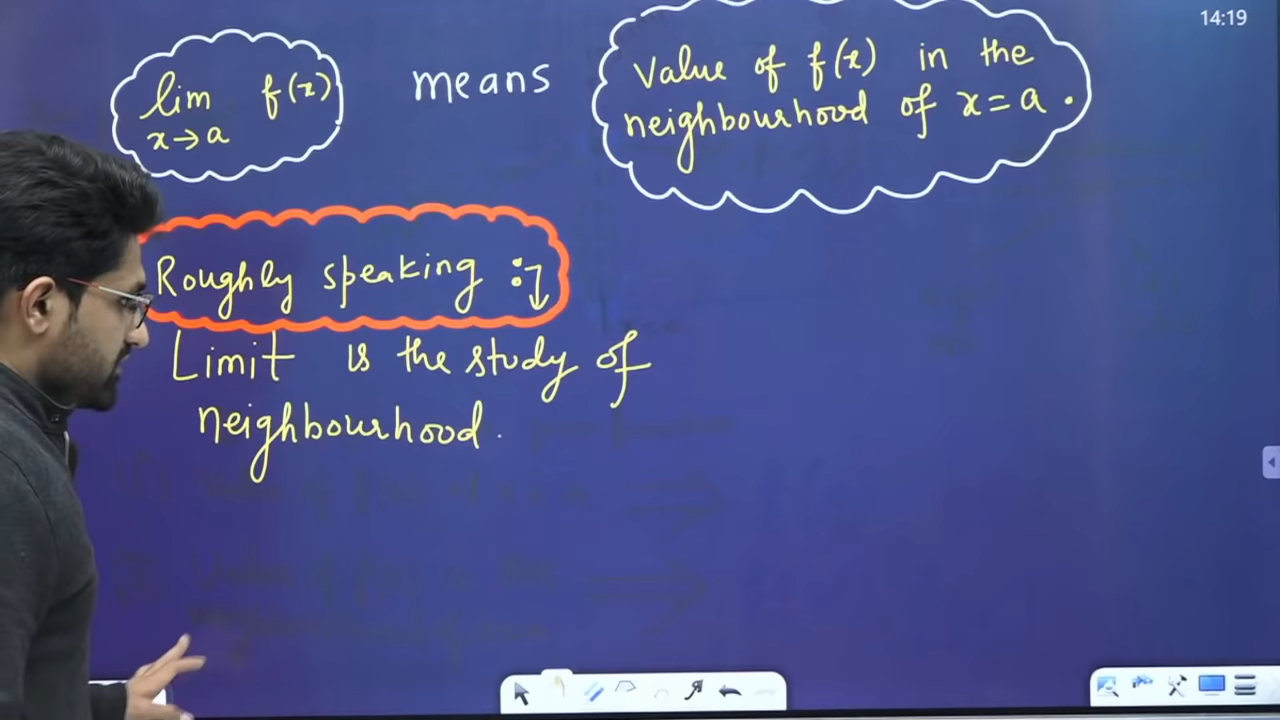 14:19
lim f(x) means Value of f(x) in the
x→a neighbourhood of x=a.
Roughly speaking :
Limit is the study of
neighbourhood.